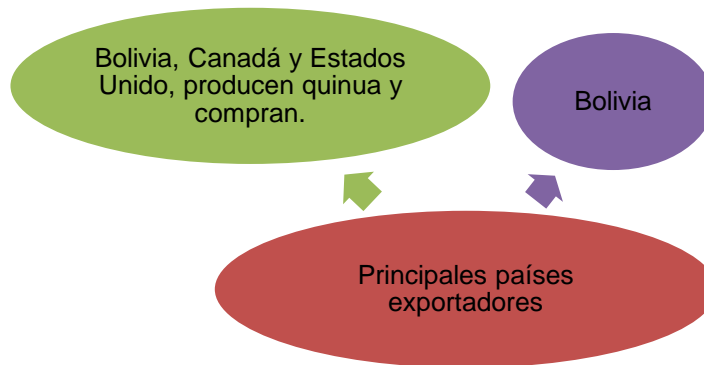 Bolivia, Canadá y Estados
Unido, producen quinua y
compran.
Bolivia
Principales países
exportadores